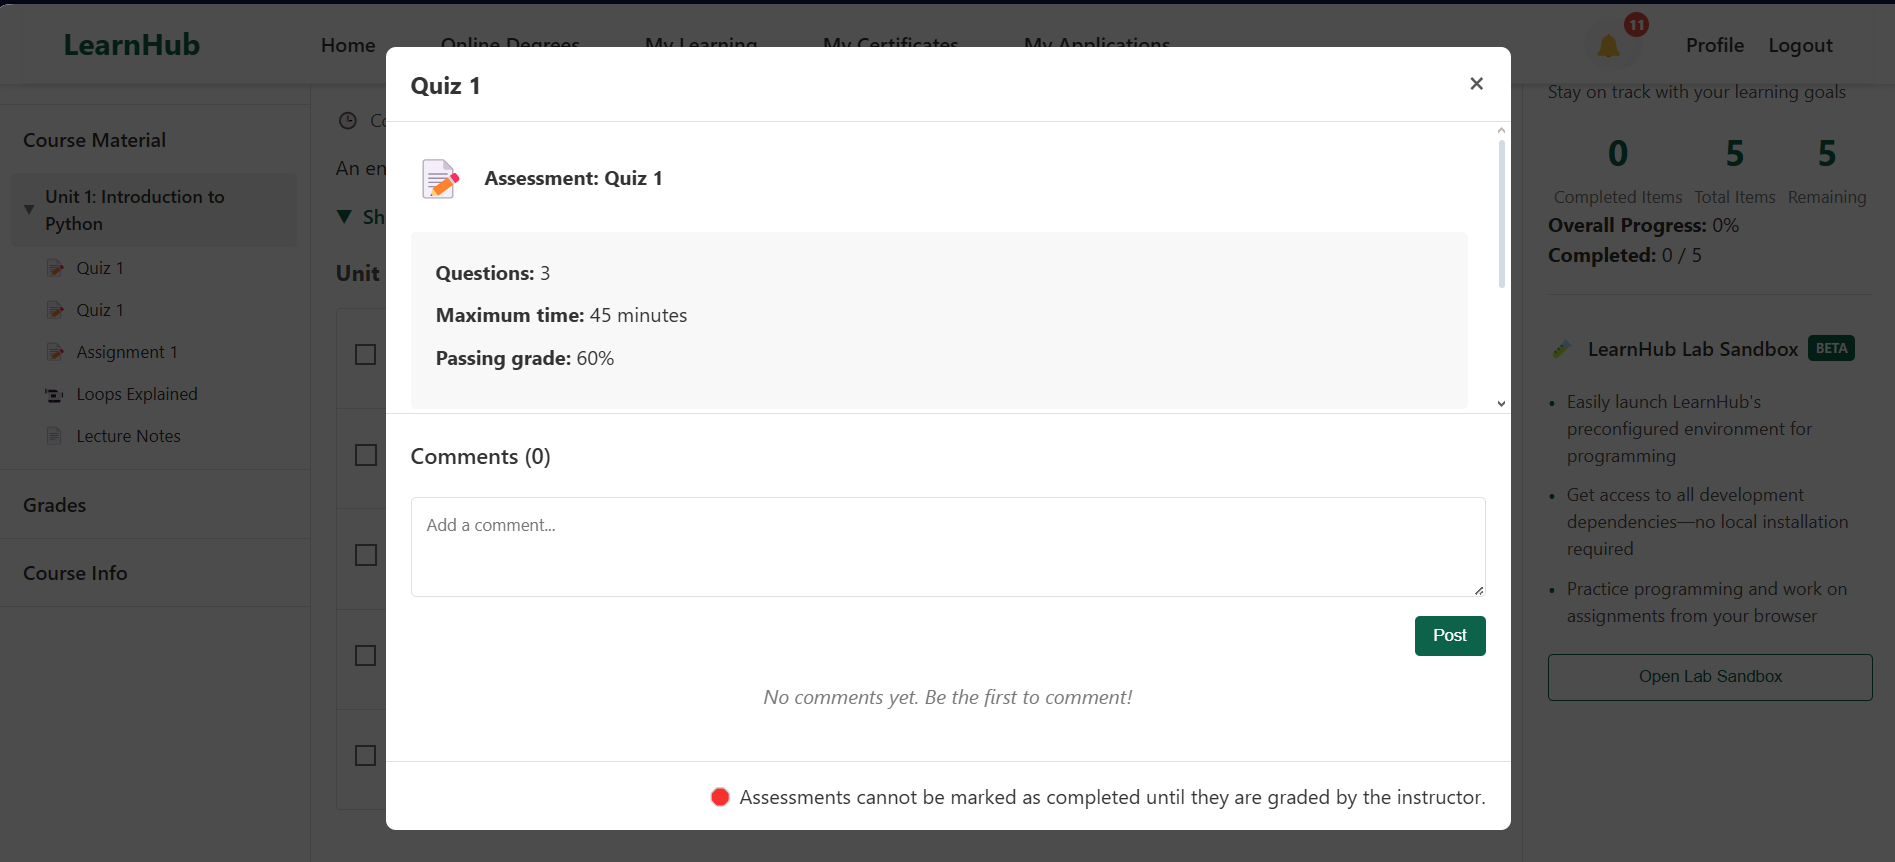 LearnHub
Home
Online Degrees
My Learning
My Certificates
My Applications
11
Profile
Logout
Course Material
Unit 1: Introduction to
Python
Quiz 1
Quiz 1
Assignment 1
Loops Explained
Lecture Notes
Grades
Course Info
An
Unit
Quiz 1
×
Assessment: Quiz 1
Questions: 3
Maximum time: 45 minutes
Passing grade: 60%
Comments (0)
Add a comment...
Post
No comments yet. Be the first to comment!
Assessments cannot be marked as completed until they are graded by the instructor.
Stay on track with your learning goals
0
5
5
Completed Items
Total Items
Remaining
Overall Progress: 0%
Completed: 0 / 5
LearnHub Lab Sandbox BETA
• Easily launch LearnHub's
preconfigured environment for
programming
• Get access to all development
dependencies—no local installation
required
• Practice programming and work on
assignments from your browser
Open Lab Sandbox